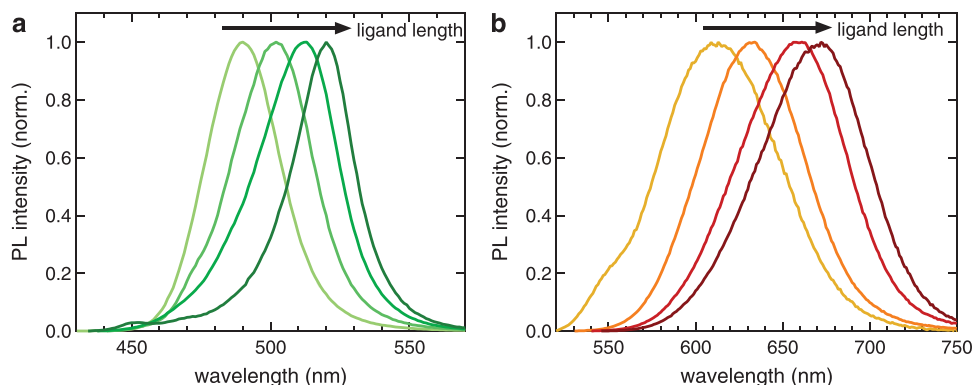 a
ligand length
1.0
0.8
0.6
0.4
0.2
0.0
PL intensity (norm.)
450 500 550
wavelength (nm)
b
ligand length
1.0
0.8
0.6
0.4
0.2
0.0
PL intensity (norm.)
550 600 650 700 750
wavelength (nm)